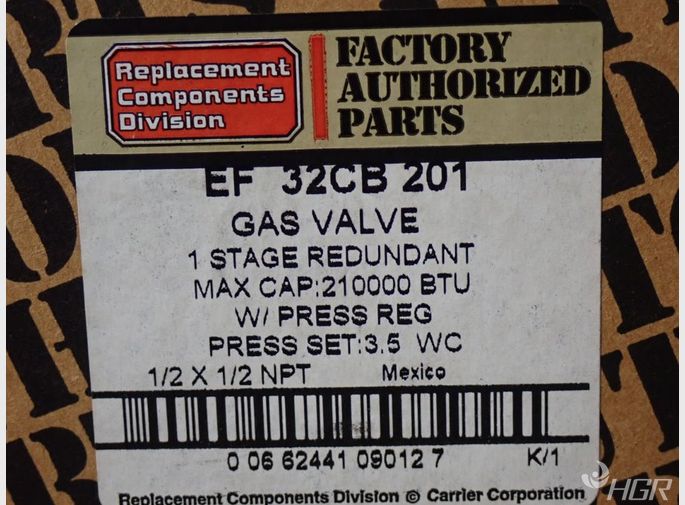 Replacement
Components
Division
FACTORY
AUTHORIZED
PARTS
EF 32CB 201
GAS VALVE
1 STAGE REDUNDANT
MAX CAP:210000 BTU
W/ PRESS REG
PRESS SET:3.5 WC
1/2 X 1/2 NPT Mexico
0 06 62441 09012 7 K/1
Replacement Components Division © Carrier Corporation
HGR